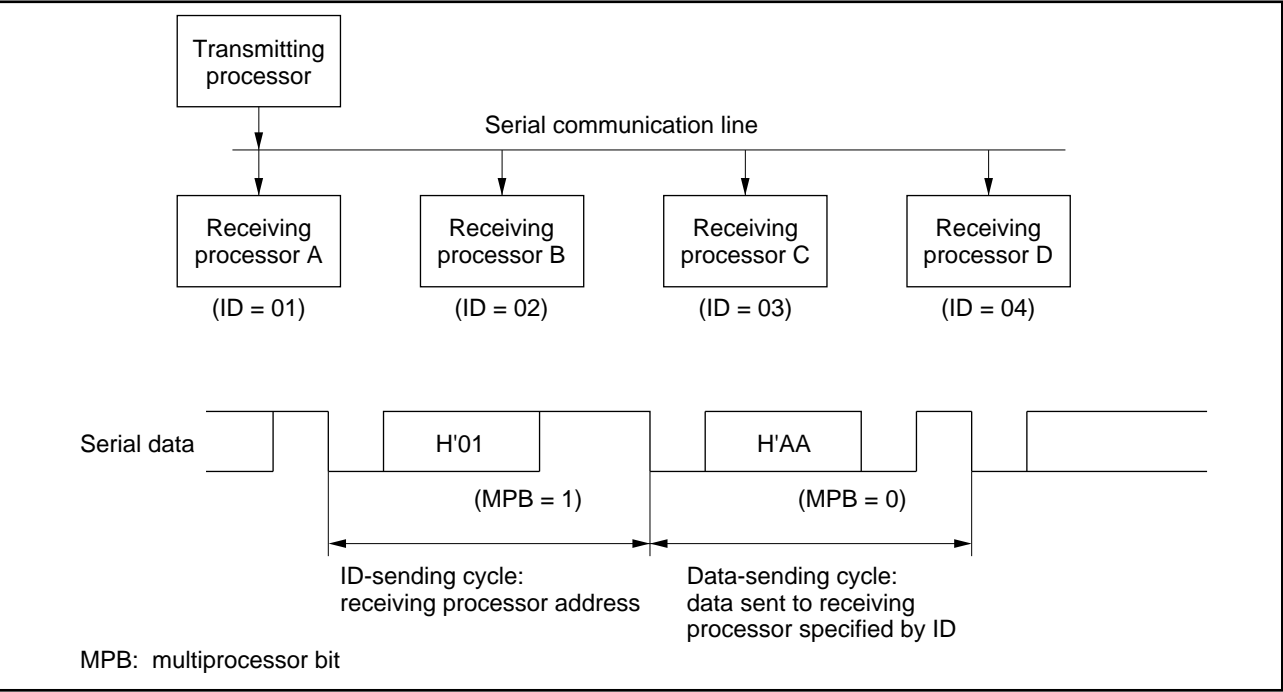 Transmitting
processor
Serial communication line
Receiving
processor A
(ID = 01)
Receiving
processor B
(ID = 02)
Receiving
processor C
(ID = 03)
Receiving
processor D
(ID = 04)
Serial data
H'01
H'AA
(MPB = 1)
(MPB = 0)
ID-sending cycle:
receiving processor address
Data-sending cycle:
data sent to receiving
processor specified by ID
MPB: multiprocessor bit